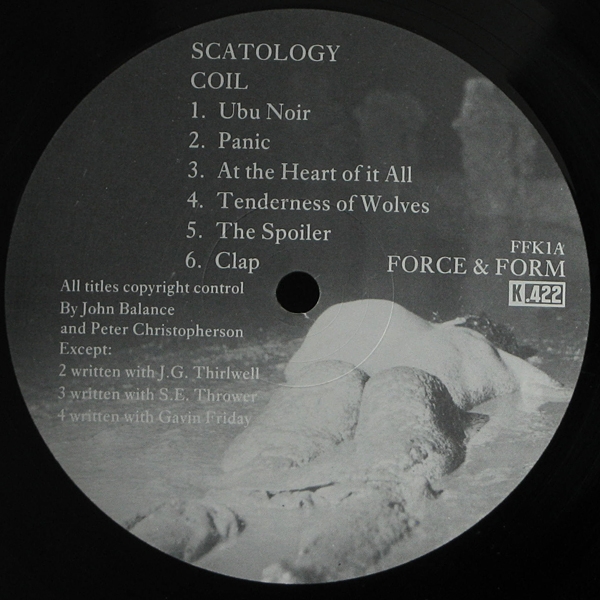 SCATOLOGY
COIL
1. Ubu Noir
2. Panic
3. At the Heart of it All
4. Tenderness of Wolves
5. The Spoiler
6. Clap
FFK1A
FORCE & FORM
K.422
All titles copyright control
By John Balance
and Peter Christopherson
Except:
2 written with J.G. Thirlwell
3 written with S.E. Thrower
4 written with Gavin Friday